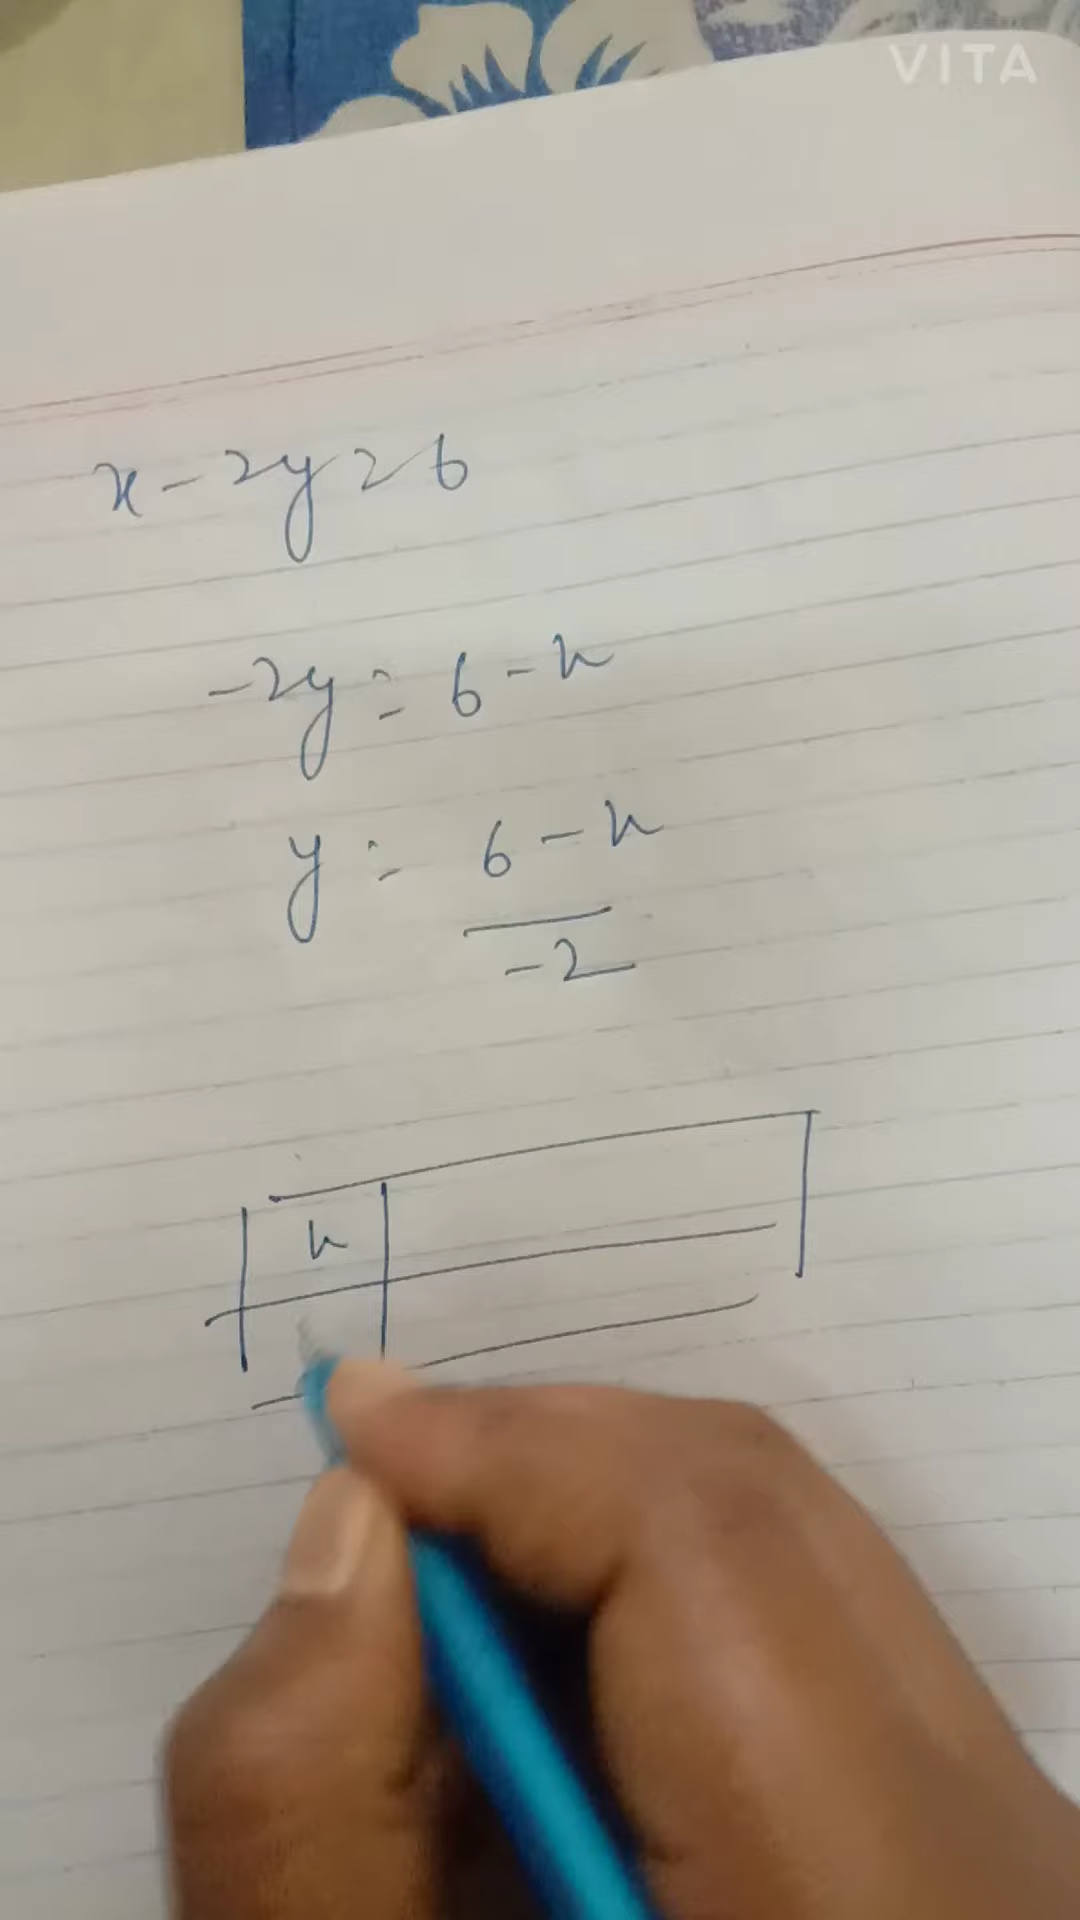 VITA
x - 2y = 6
-2y = 6 - x
y = 6 - x
-2
x